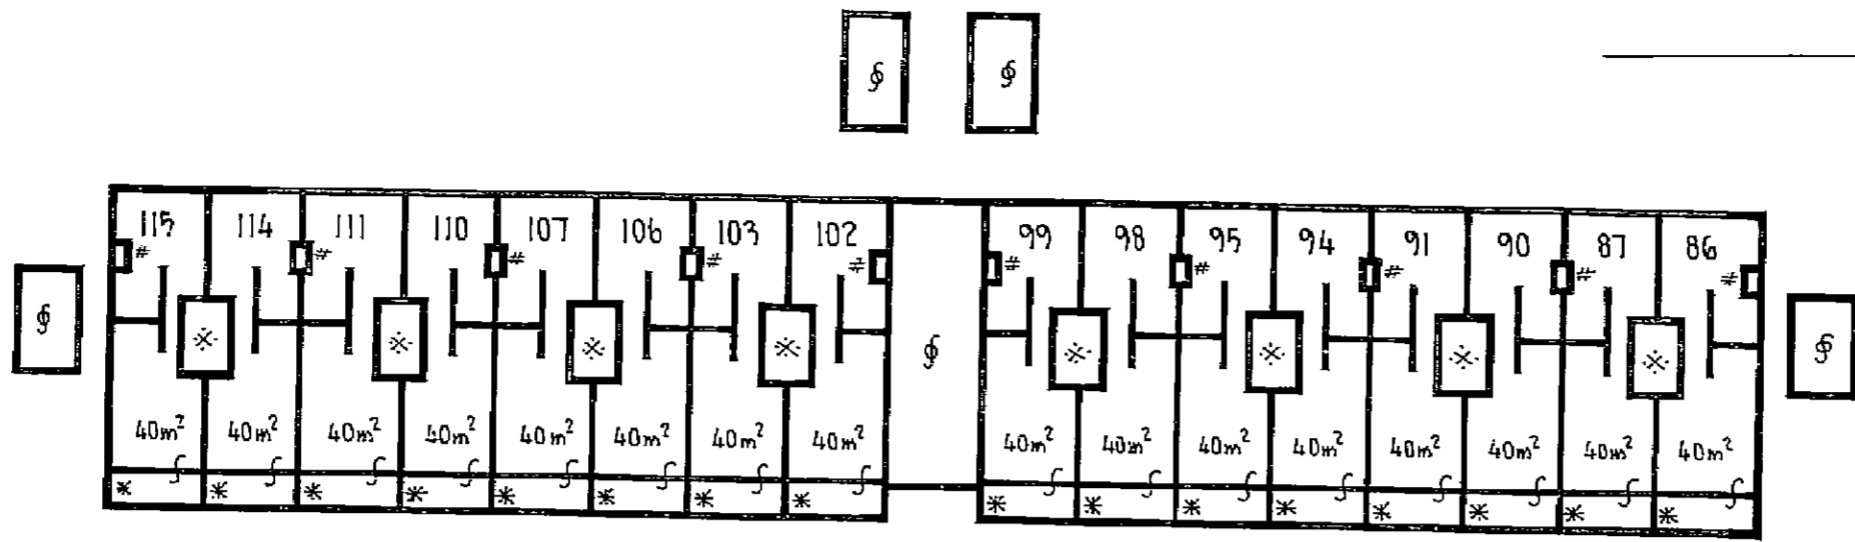 ∮ ∮
115 114 111 110 107 106 103 102 99 98 95 94 91 90 87 86
# # # # # # # # # #
∮ ※ ※ ※ ※ ∮ ※ ※ ※ ※ ∮
40m² 40m² 40m² 40m² 40m² 40m² 40m² 40m² 40m² 40m² 40m² 40m² 40m² 40m² 40m² 40m²
∫ ∫ ∫ ∫ ∫ ∫ ∫ ∫ ∫ ∫ ∫ ∫ ∫ ∫ ∫ ∫
* * * * * * * * * * * * * * * *